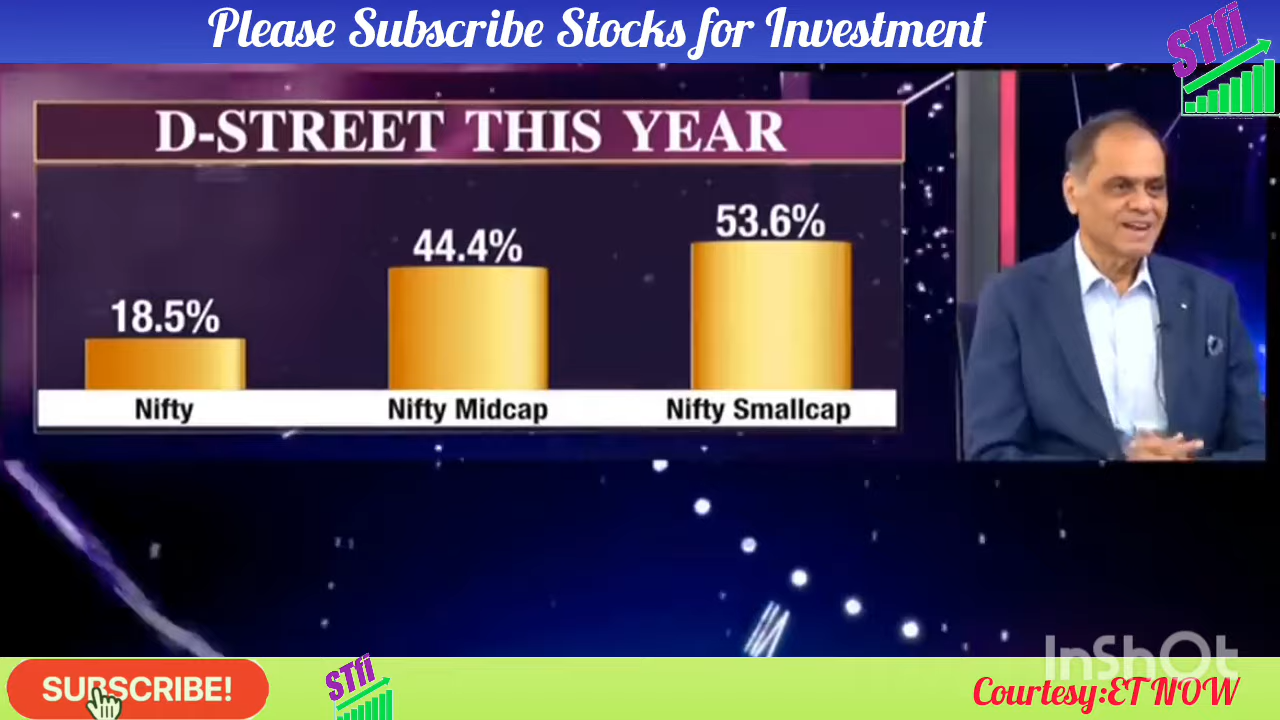 Please Subscribe Stocks for Investment
STfi
D-STREET THIS YEAR
18.5%
44.4%
53.6%
Nifty
Nifty Midcap
Nifty Smallcap
InShOt
SUBSCRIBE!
STfi
Courtesy:ET NOW